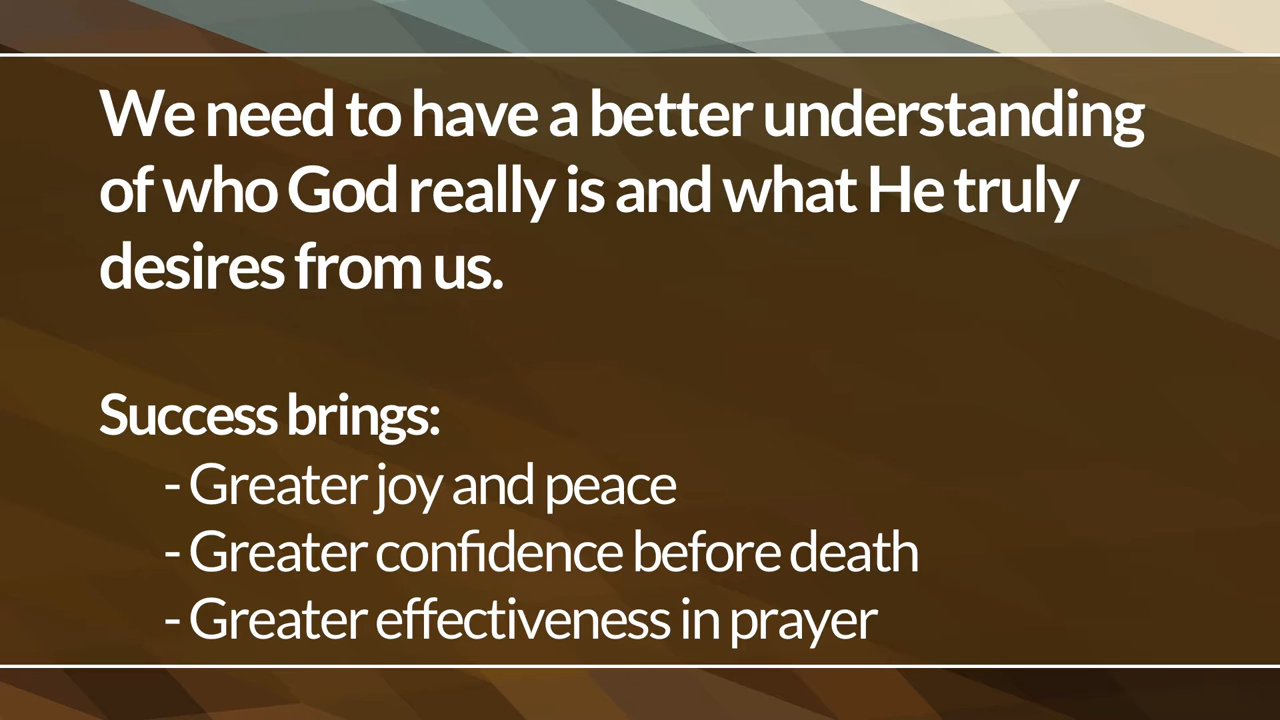 We need to have a better understanding
of who God really is and what He truly
desires from us.
Success brings:
- Greater joy and peace
- Greater confidence before death
- Greater effectiveness in prayer